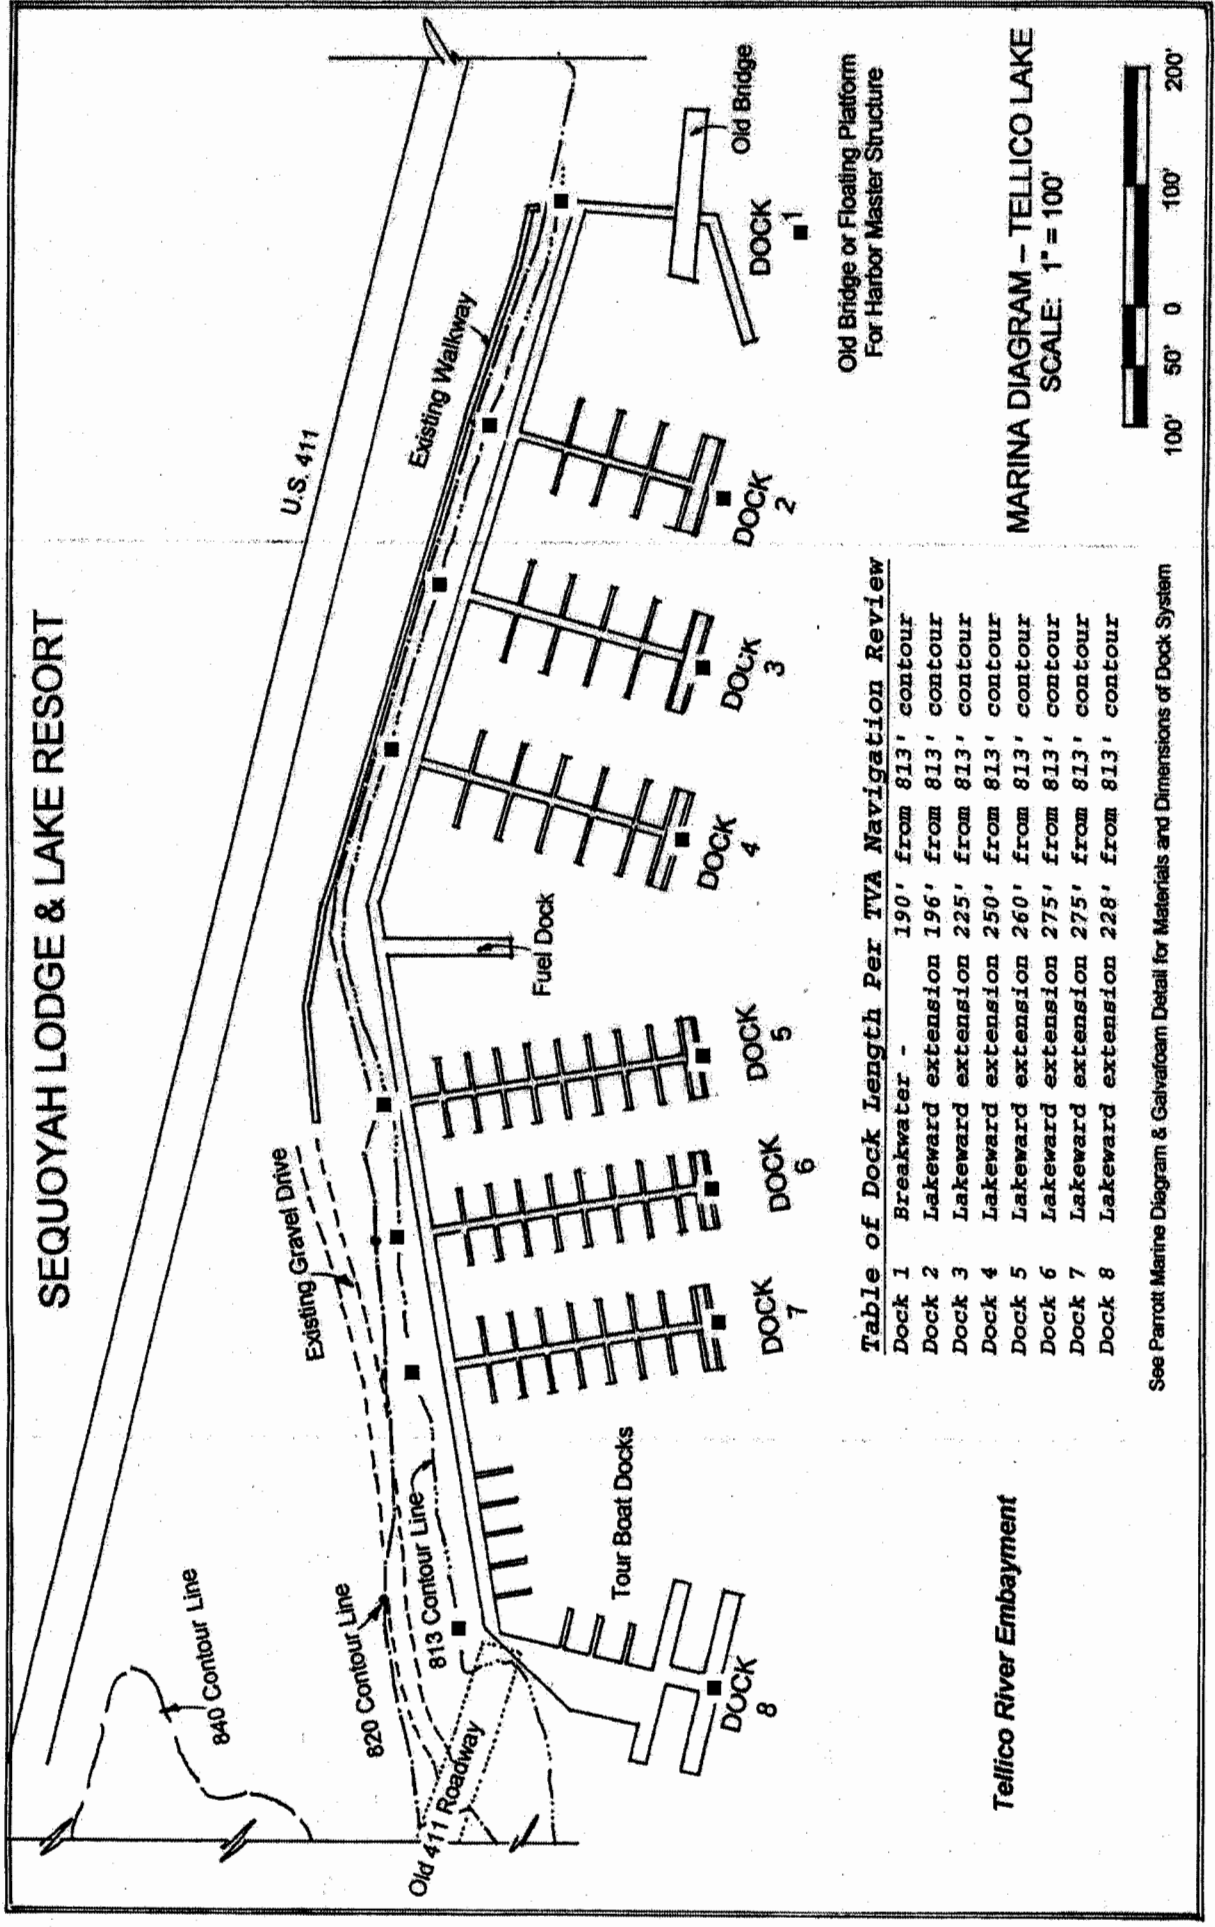 SEQUOYAH LODGE & LAKE RESORT
U.S. 411
840 Contour Line
820 Contour Line
813 Contour Line
Existing Gravel Drive
Existing Walkway
Old 411 Roadway
Tour Boat Docks
Fuel Dock
Old Bridge
DOCK
8
DOCK
7
DOCK
6
DOCK
5
DOCK
4
DOCK
3
DOCK
2
DOCK
1
Old Bridge or Floating Platform
For Harbor Master Structure
Tellico River Embayment
Table of Dock Length Per TVA Navigation Review
Dock 1 Breakwater - 190' from 813' contour
Dock 2 Lakeward extension 196' from 813' contour
Dock 3 Lakeward extension 225' from 813' contour
Dock 4 Lakeward extension 250' from 813' contour
Dock 5 Lakeward extension 260' from 813' contour
Dock 6 Lakeward extension 275' from 813' contour
Dock 7 Lakeward extension 275' from 813' contour
Dock 8 Lakeward extension 228' from 813' contour
See Parrott Marine Diagram & Galvafoam Detail for Materials and Dimensions of Dock System
MARINA DIAGRAM – TELLICO LAKE
SCALE: 1" = 100'
100' 50' 0 100' 200'